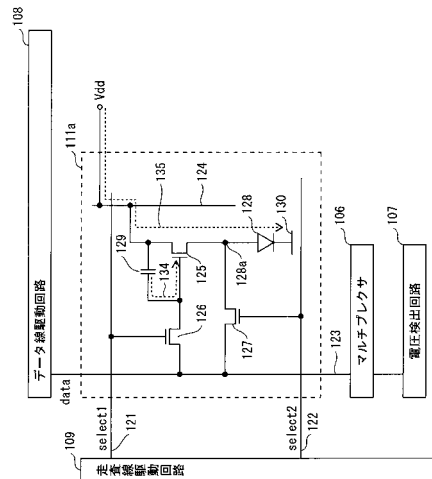 108
データ線駆動回路
111a
Vdd
data
135
124
129
134
125
128
128a
130
126
127
select1
121
select2
122
109
走査線駆動回路
123
106
マルチプレクサ
107
電圧検出回路